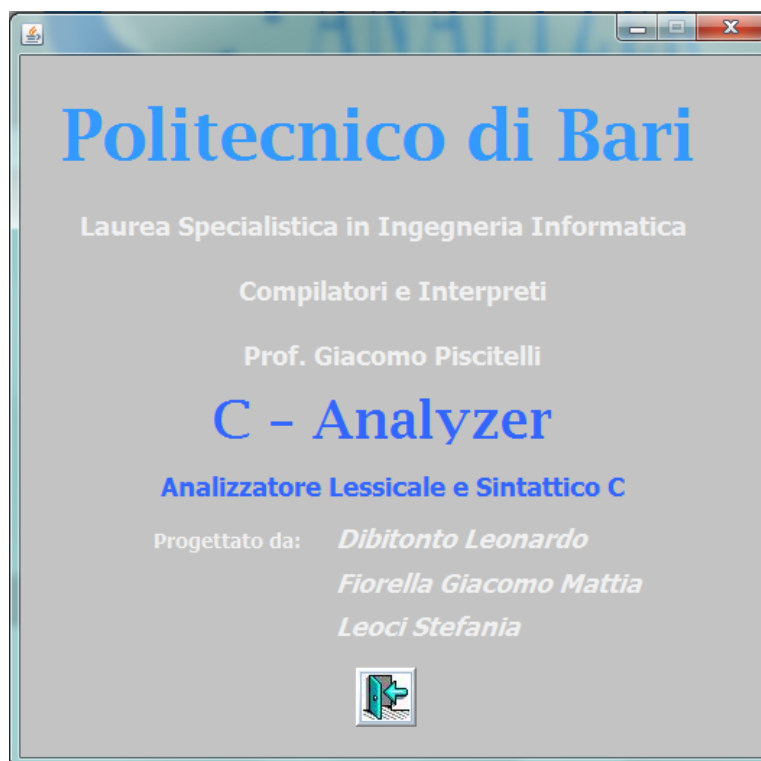 Politecnico di Bari
Laurea Specialistica in Ingegneria Informatica
Compilatori e Interpreti
Prof. Giacomo Piscitelli
C – Analyzer
Analizzatore Lessicale e Sintattico C
Progettato da: Dibitonto Leonardo
Fiorella Giacomo Mattia
Leoci Stefania